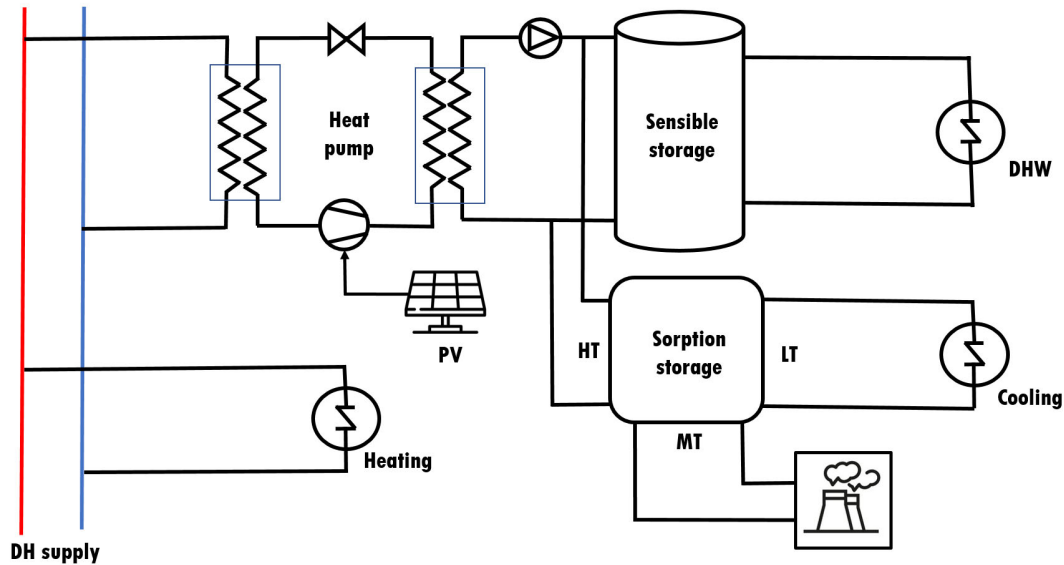 Heat
pump
Sensible
storage
DHW
PV
HT
Sorption
storage
LT
Cooling
MT
Heating
DH supply